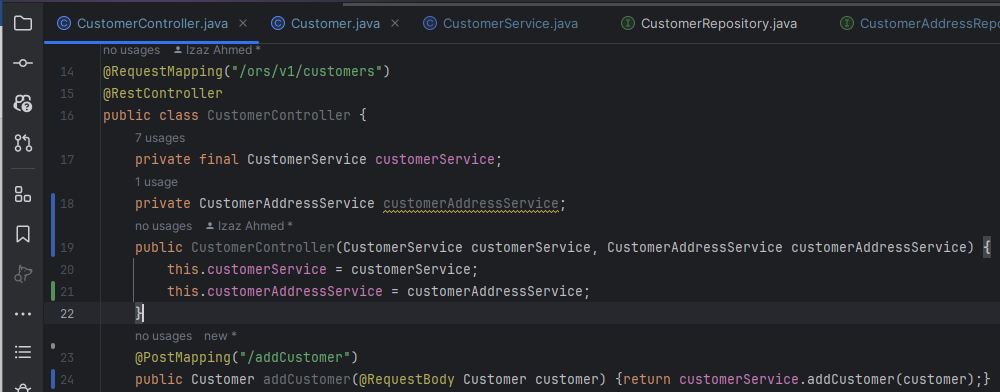 CustomerController.java × Customer.java × CustomerService.java CustomerRepository.java CustomerAddressRepo
no usages Izaz Ahmed *
14 @RequestMapping("/ors/v1/customers")
15 @RestController
16 public class CustomerController {
7 usages
17 private final CustomerService customerService;
1 usage
18 private CustomerAddressService customerAddressService;
no usages Izaz Ahmed *
19 public CustomerController(CustomerService customerService, CustomerAddressService customerAddressService) {
20 this.customerService = customerService;
21 this.customerAddressService = customerAddressService;
22 }
no usages new *
23 @PostMapping("/addCustomer")
24 public Customer addCustomer(@RequestBody Customer customer) {return customerService.addCustomer(customer);}